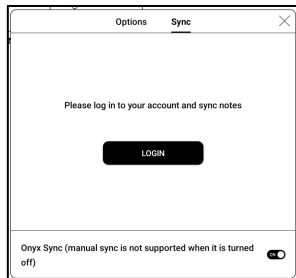 Options Sync
Please log in to your account and sync notes
LOGIN
Onyx Sync (manual sync is not supported when it is turned
off)
ON